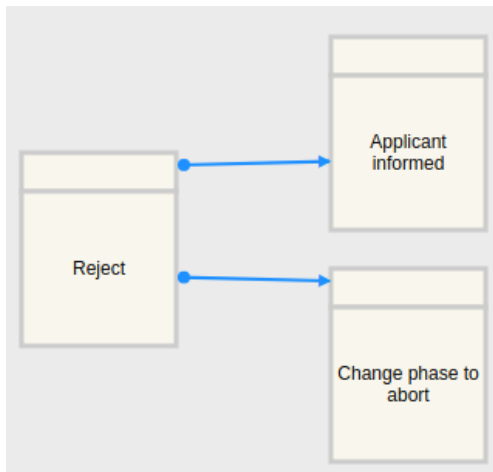 Applicant
informed
Reject
Change phase to
abort